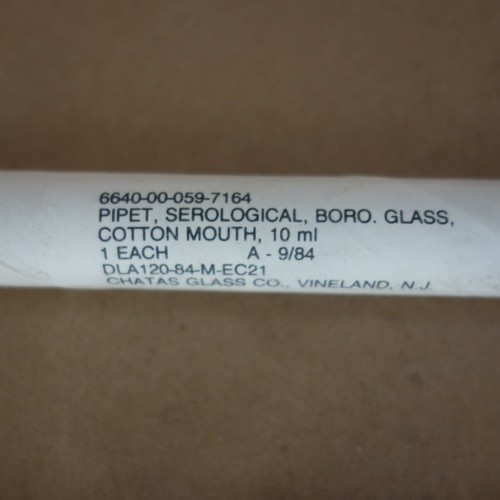 6640-00-059-7164
PIPET, SEROLOGICAL, BORO. GLASS,
COTTON MOUTH, 10 ml
1 EACH A - 9/84
DLA120-84-M-EC21
CHATAS GLASS CO., VINELAND, N.J.